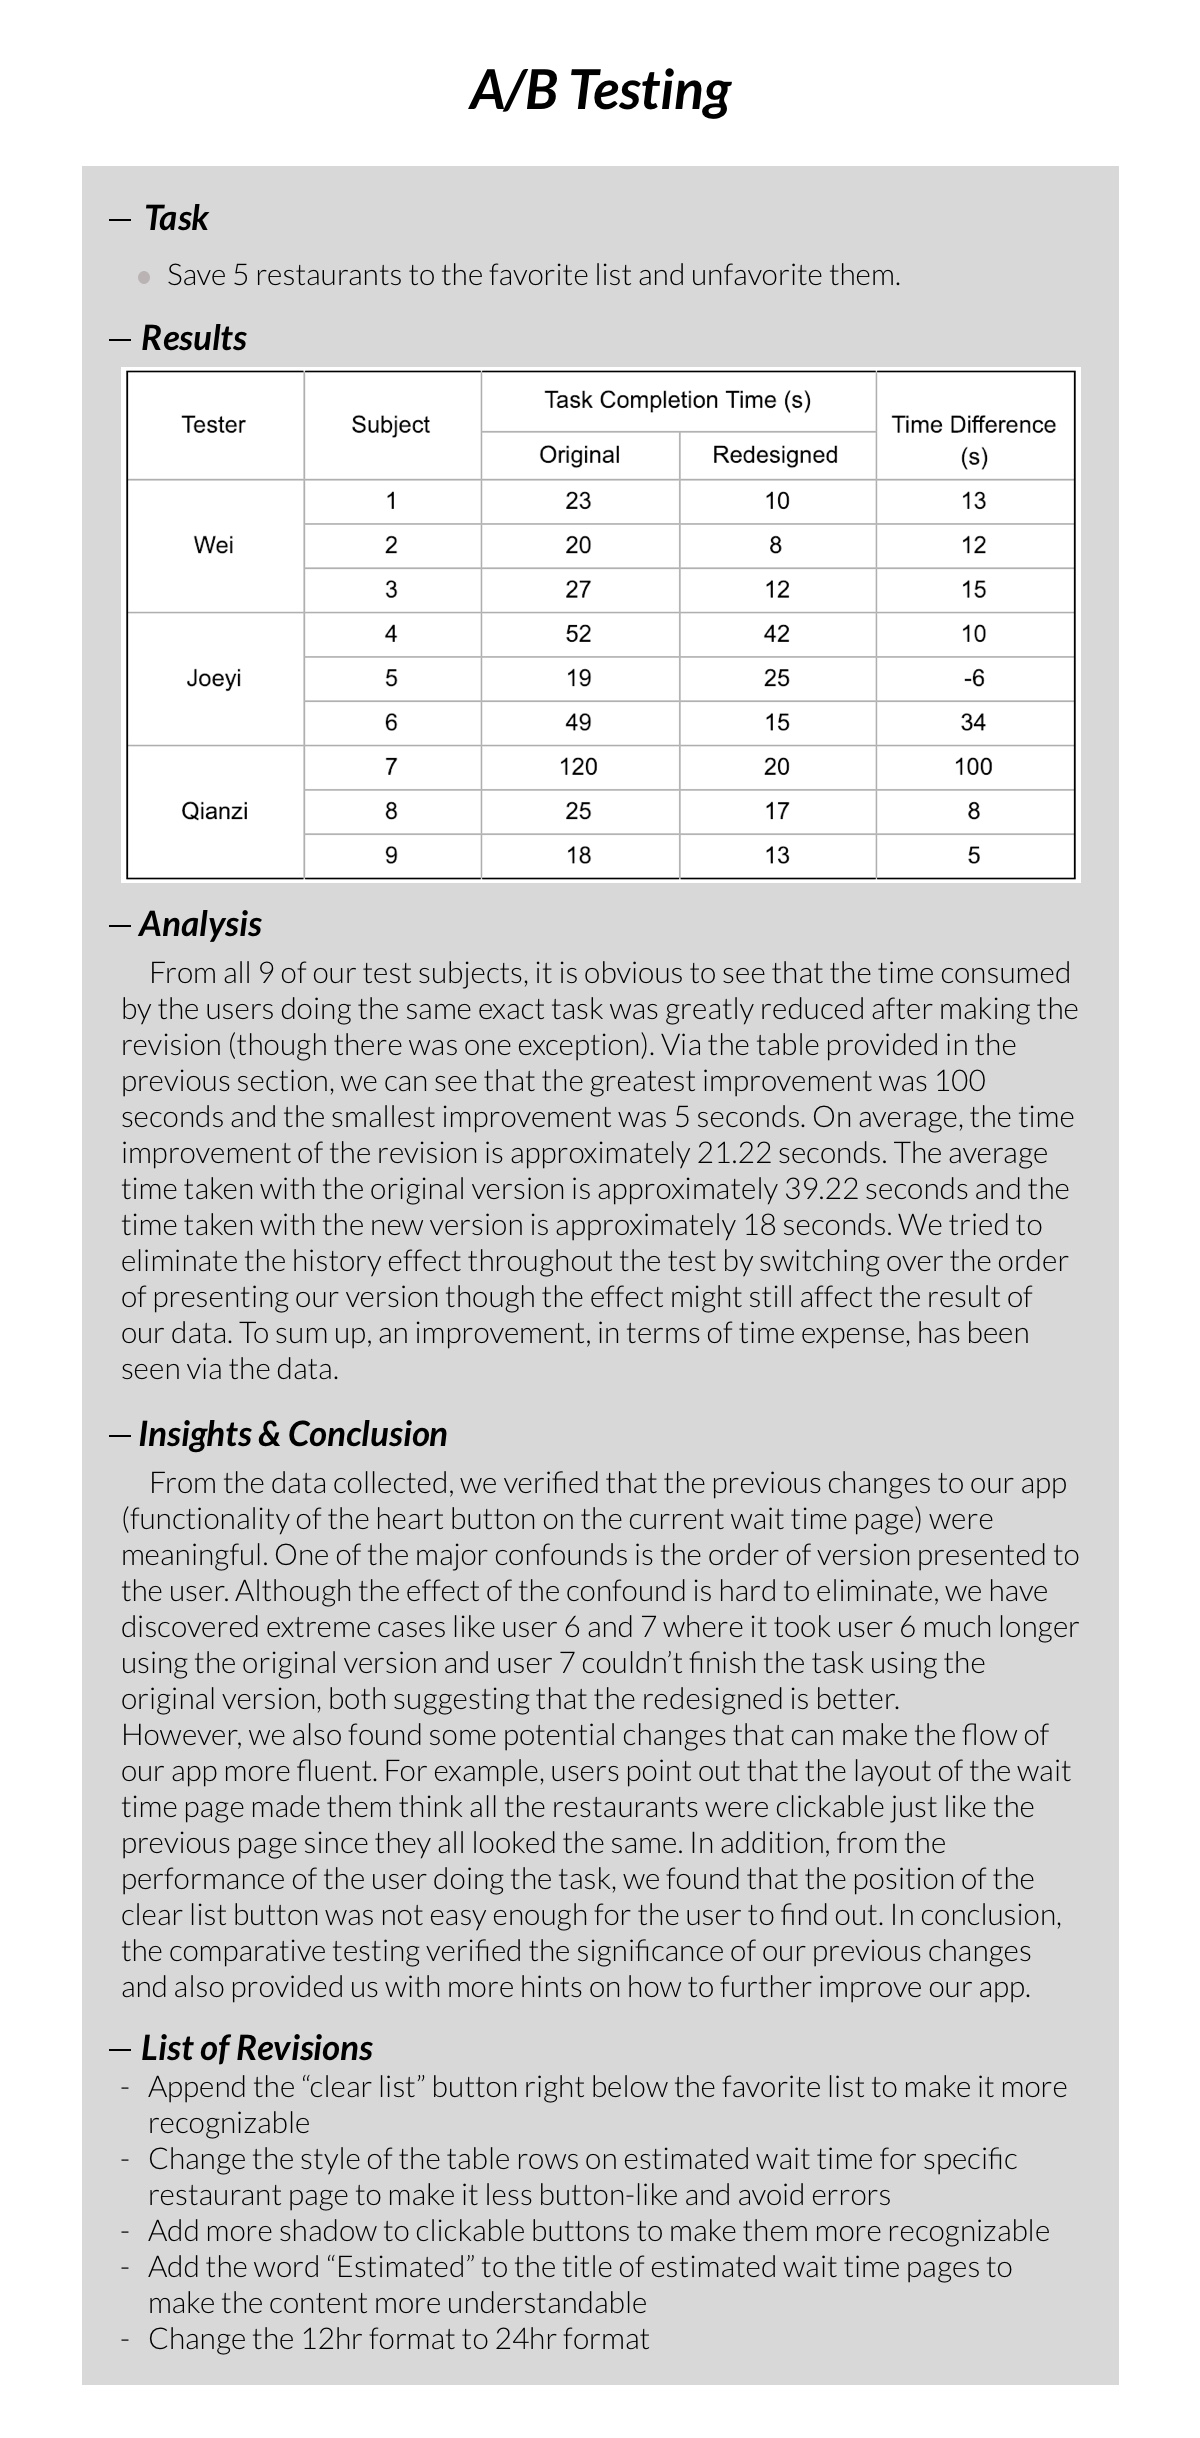 A/B Testing
— Task
● Save 5 restaurants to the favorite list and unfavorite them.
— Results
Tester Subject Task Completion Time (s) Time Difference (s)
Original Redesigned
Wei 1 23 10 13
2 20 8 12
3 27 12 15
Joeyi 4 52 42 10
5 19 25 -6
6 49 15 34
Qianzi 7 120 20 100
8 25 17 8
9 18 13 5
— Analysis
From all 9 of our test subjects, it is obvious to see that the time consumed
by the users doing the same exact task was greatly reduced after making the
revision (though there was one exception). Via the table provided in the
previous section, we can see that the greatest improvement was 100
seconds and the smallest improvement was 5 seconds. On average, the time
improvement of the revision is approximately 21.22 seconds. The average
time taken with the original version is approximately 39.22 seconds and the
time taken with the new version is approximately 18 seconds. We tried to
eliminate the history effect throughout the test by switching over the order
of presenting our version though the effect might still affect the result of
our data. To sum up, an improvement, in terms of time expense, has been
seen via the data.
— Insights & Conclusion
From the data collected, we verified that the previous changes to our app
(functionality of the heart button on the current wait time page) were
meaningful. One of the major confounds is the order of version presented to
the user. Although the effect of the confound is hard to eliminate, we have
discovered extreme cases like user 6 and 7 where it took user 6 much longer
using the original version and user 7 couldn’t finish the task using the
original version, both suggesting that the redesigned is better.
However, we also found some potential changes that can make the flow of
our app more fluent. For example, users point out that the layout of the wait
time page made them think all the restaurants were clickable just like the
previous page since they all looked the same. In addition, from the
performance of the user doing the task, we found that the position of the
clear list button was not easy enough for the user to find out. In conclusion,
the comparative testing verified the significance of our previous changes
and also provided us with more hints on how to further improve our app.
— List of Revisions
- Append the “clear list” button right below the favorite list to make it more
recognizable
- Change the style of the table rows on estimated wait time for specific
restaurant page to make it less button-like and avoid errors
- Add more shadow to clickable buttons to make them more recognizable
- Add the word “Estimated” to the title of estimated wait time pages to
make the content more understandable
- Change the 12hr format to 24hr format